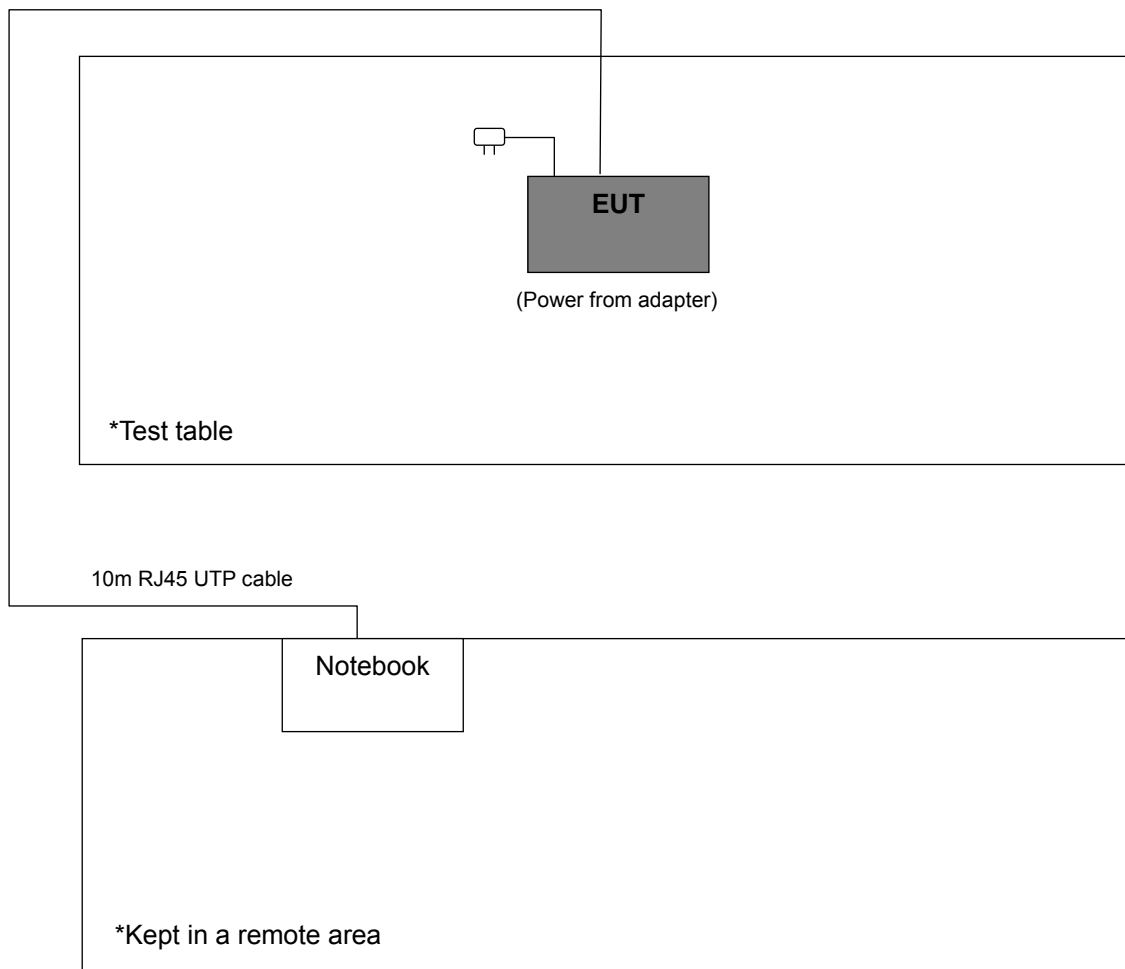 EUT
(Power from adapter)
*Test table
10m RJ45 UTP cable
Notebook
*Kept in a remote area